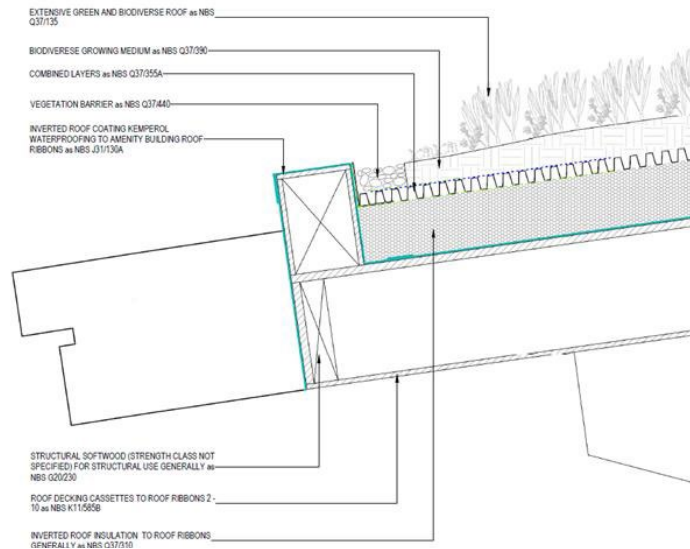 EXTENSIVE GREEN AND BIODIVERSE ROOF as NBS
Q37/135
BIODIVERESE GROWING MEDIUM as NBS Q37/390
COMBINED LAYERS as NBS Q37/355A
VEGETATION BARRIER as NBS Q37/440
INVERTED ROOF COATING KEMPEROL
WATERPROOFING TO AMENITY BUILDING ROOF
RIBBONS as NBS J31/130A
STRUCTURAL SOFTWOOD (STRENGTH CLASS NOT
SPECIFIED) FOR STRUCTURAL USE GENERALLY as
NBS G20/230
ROOF DECKING CASSETTES TO ROOF RIBBONS 2 -
10 as NBS K11/585B
INVERTED ROOF INSULATION TO ROOF RIBBONS
GENERALLY as NBS Q37/310